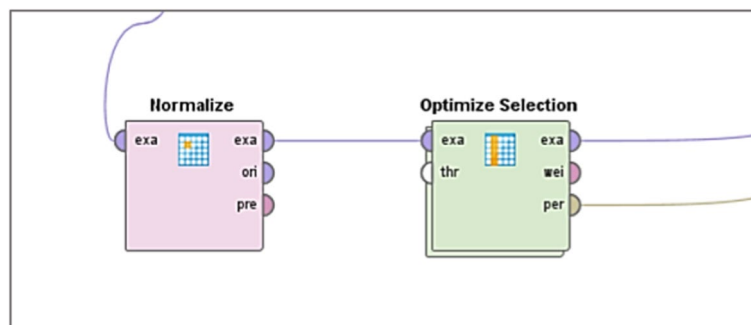 Normalize
exa exa
ori
pre
Optimize Selection
exa exa
thr wei
per